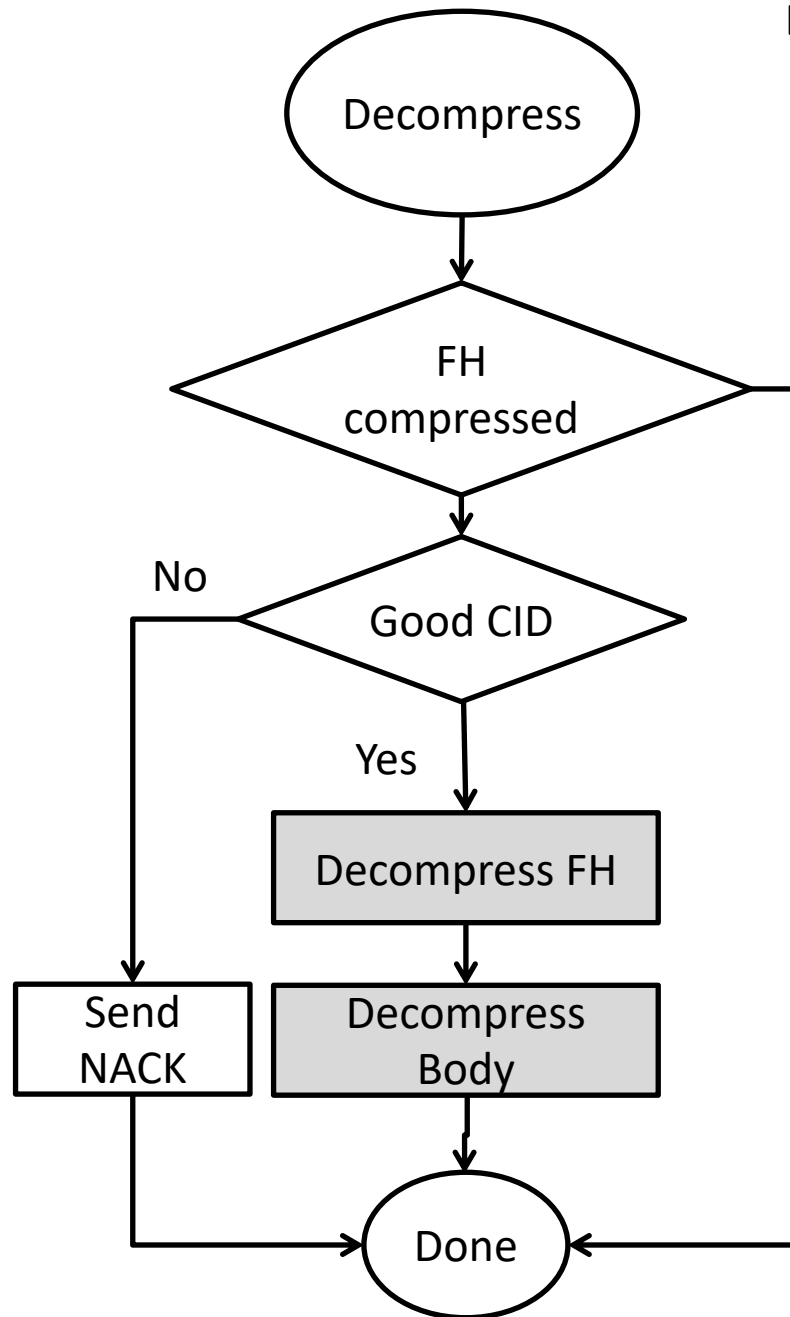 Decompress
FH
compressed
No
Good CID
Yes
Decompress FH
Send
NACK
Decompress
Body
Done